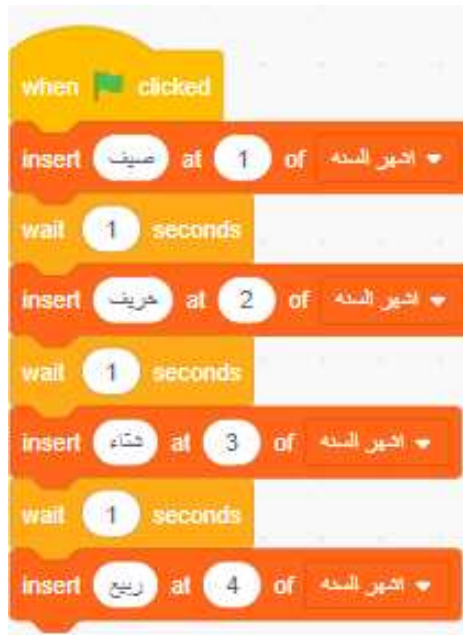 when clicked
insert صيف at 1 of اشهر السنه
wait 1 seconds
insert خريف at 2 of اشهر السنه
wait 1 seconds
insert شتاء at 3 of اشهر السنه
wait 1 seconds
insert ربيع at 4 of اشهر السنه